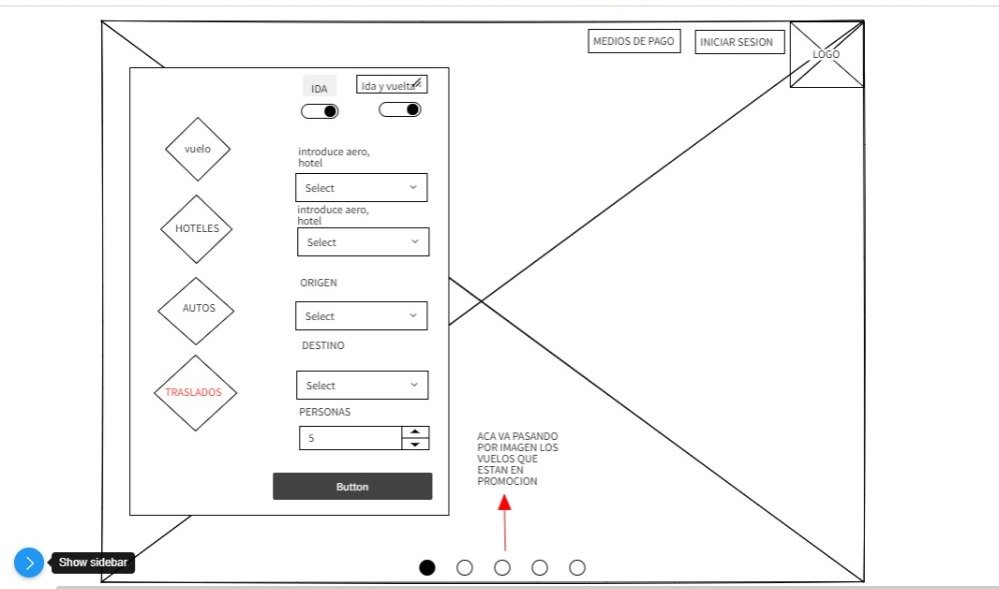 MEDIOS DE PAGO
INICIAR SESION
LOGO
IDA
Ida y vuelta
vuelo
HOTELES
AUTOS
TRASLADOS
introduce aero,
hotel
Select
introduce aero,
hotel
Select
ORIGEN
Select
DESTINO
Select
PERSONAS
5
Button
ACA VA PASANDO
POR IMAGEN LOS
VUELOS QUE
ESTAN EN
PROMOCION
Show sidebar